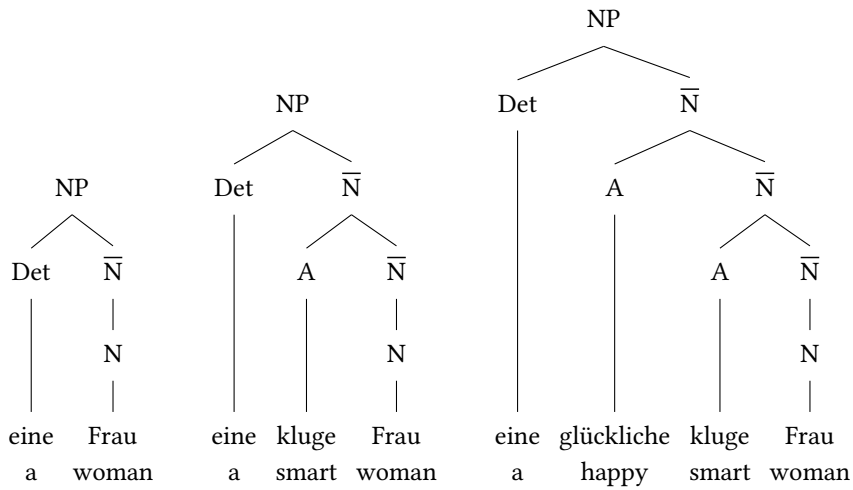 NP
NP Det N̅
NP Det N̅ A N̅
Det N̅ A N̅ A N̅
N N N
eine Frau eine kluge Frau eine glückliche kluge Frau
a woman a smart woman a happy smart woman